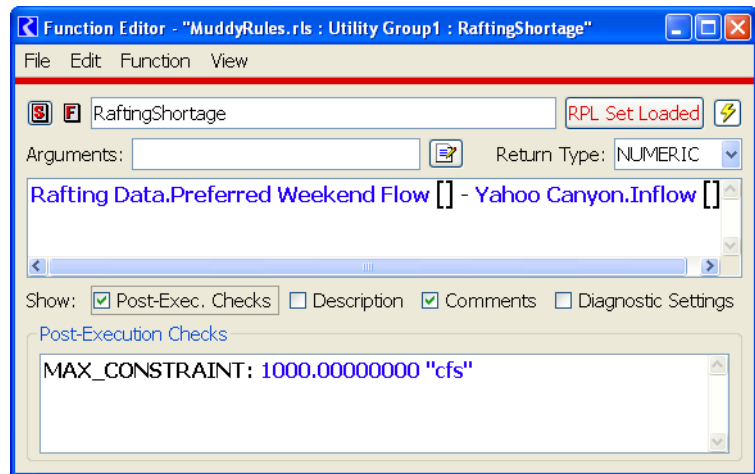 Function Editor - "MuddyRules.rls : Utility Group1 : RaftingShortage"
File Edit Function View
S F RaftingShortage RPL Set Loaded
Arguments: Return Type: NUMERIC
Rafting Data.Preferred Weekend Flow [] - Yahoo Canyon.Inflow []
Show: Post-Exec. Checks Description Comments Diagnostic Settings
Post-Execution Checks
MAX_CONSTRAINT: 1000.00000000 "cfs"